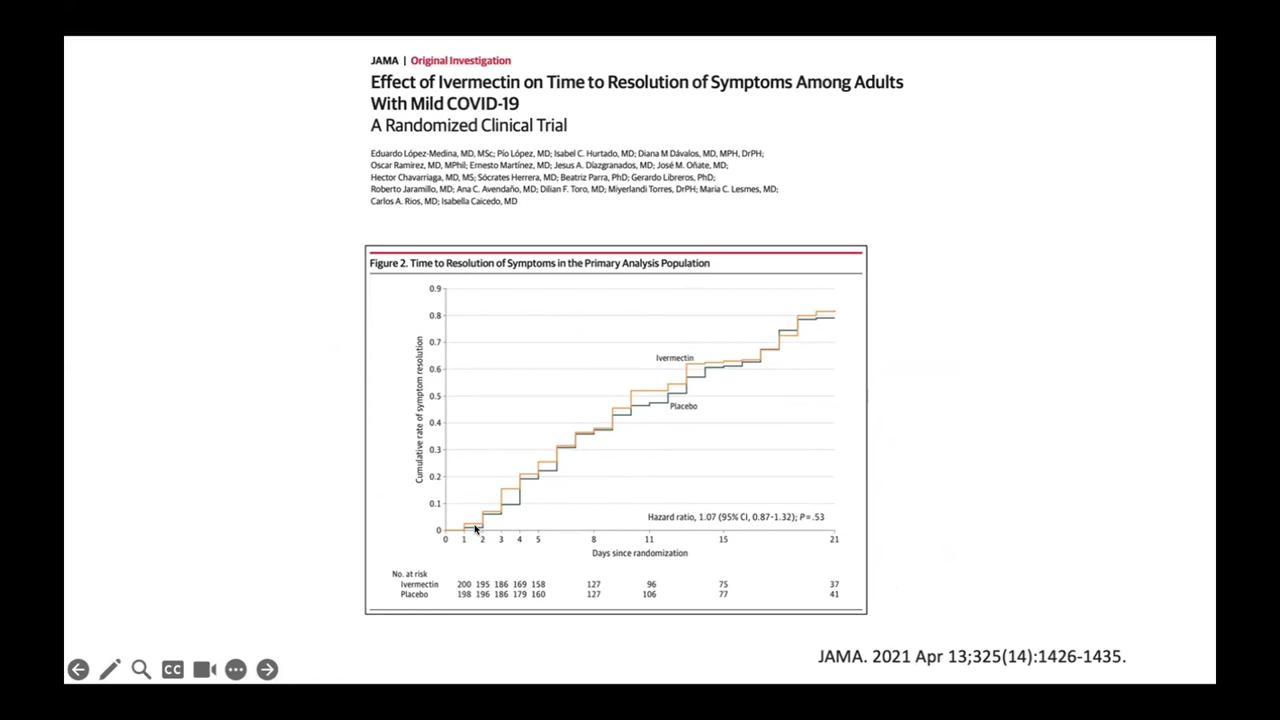 JAMA | Original Investigation
Effect of Ivermectin on Time to Resolution of Symptoms Among Adults
With Mild COVID-19
A Randomized Clinical Trial
Eduardo López-Medina, MD, MSc; Pío López, MD; Isabel C. Hurtado, MD; Diana M Dávalos, MD, MPH, DrPH;
Oscar Ramirez, MD, MPhil; Ernesto Martínez, MD; Jesus A. Díazgranados, MD; José M. Oñate, MD;
Hector Chavarriaga, MD, MS; Sócrates Herrera, MD; Beatriz Parra, PhD; Gerardo Libreros, PhD;
Roberto Jaramillo, MD; Ana C. Avendaño, MD; Dilian F. Toro, MD; Miyerlandi Torres, DrPH; Maria C. Lesmes, MD;
Carlos A. Rios, MD; Isabella Caicedo, MD
Figure 2. Time to Resolution of Symptoms in the Primary Analysis Population
Cumulative rate of symptom resolution
0.9
0.8
0.7
0.6
0.5
0.4
0.3
0.2
0.1
0
Ivermectin
Placebo
Hazard ratio, 1.07 (95% CI, 0.87-1.32); P = .53
0 1 2 3 4 5 8 11 15 21
Days since randomization
No. at risk
Ivermectin 200 195 186 169 158 127 96 75 37
Placebo 198 196 186 179 160 127 106 77 41
JAMA. 2021 Apr 13;325(14):1426-1435.
CC